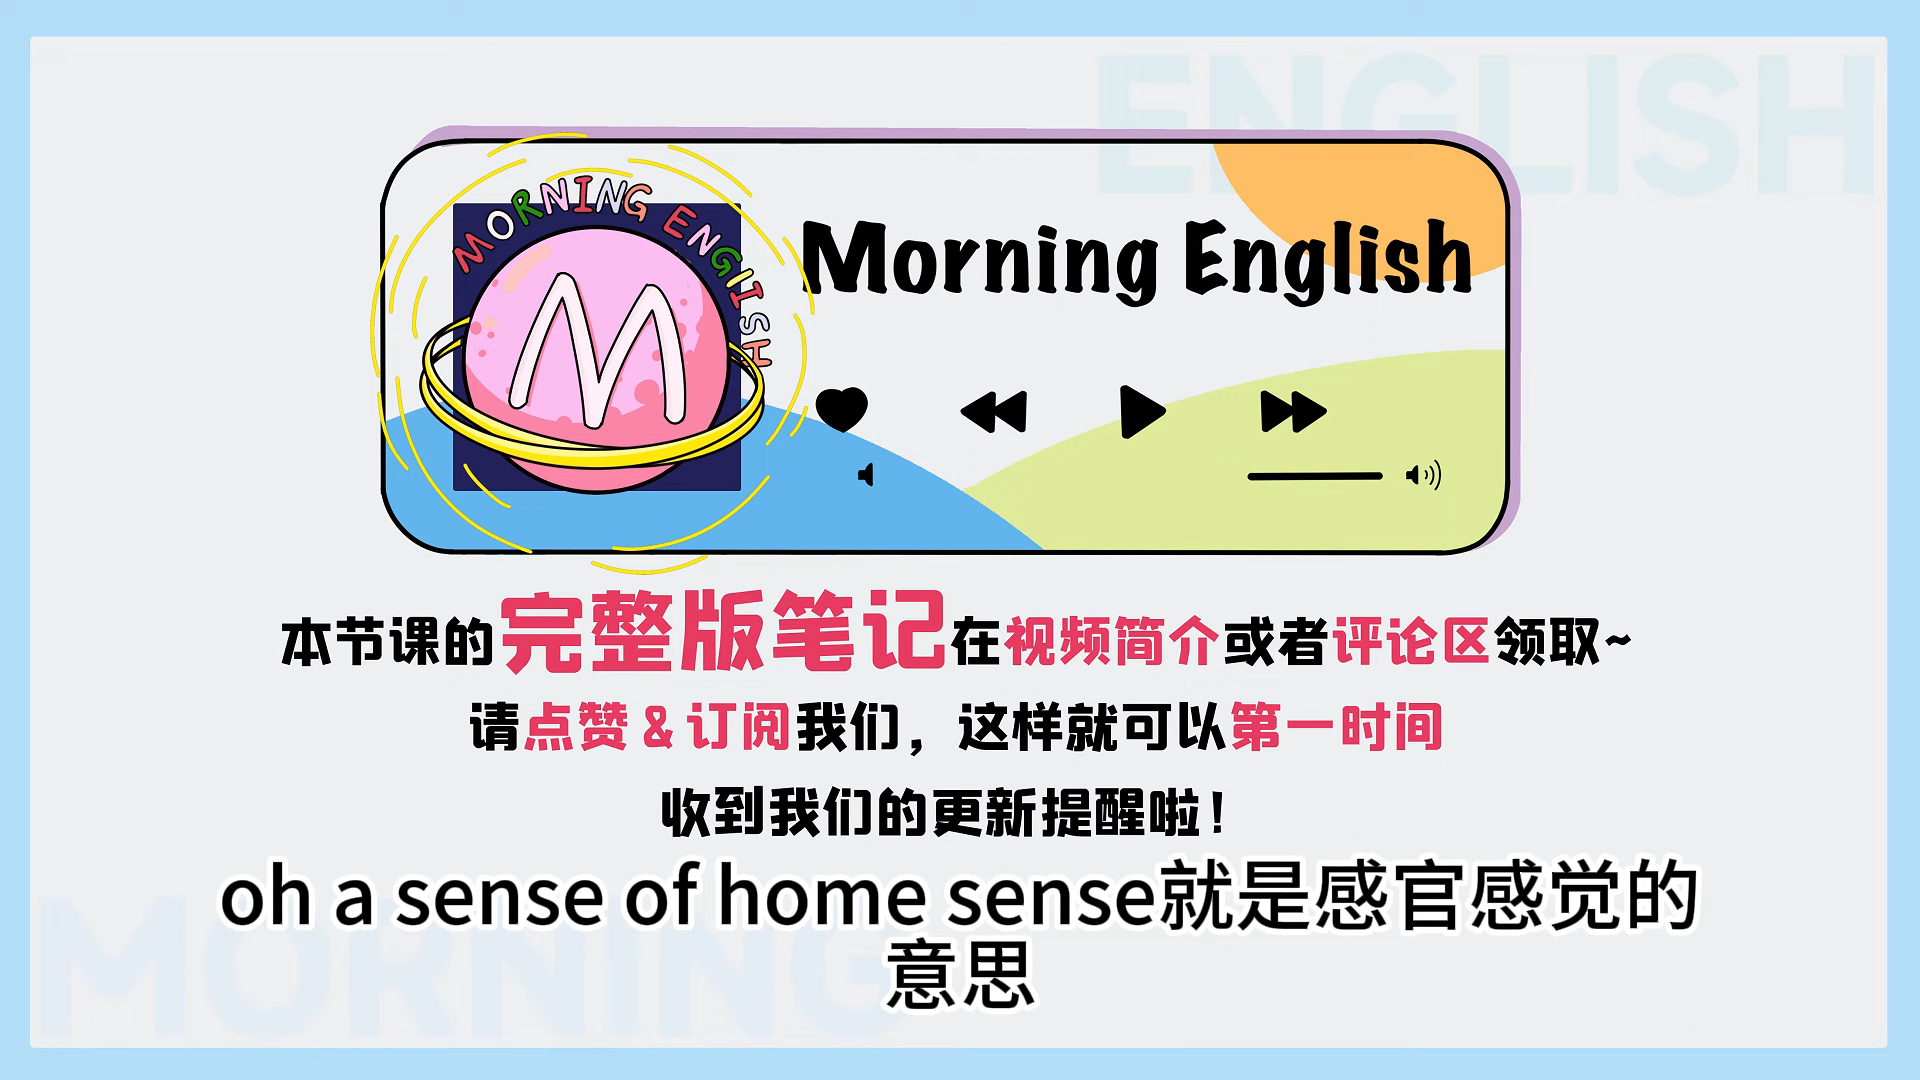 ENGLISH
MORNING ENGLISH
M
Morning English
本节课的完整版笔记在视频简介或者评论区领取~
请点赞&订阅我们，这样就可以第一时间
收到我们的更新提醒啦！
oh a sense of home sense就是感官感觉的
意思
MORNING